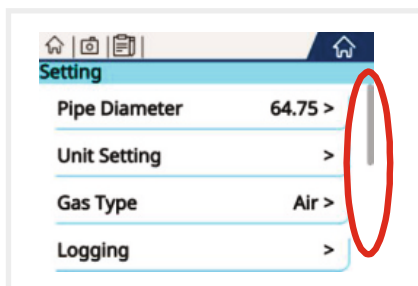 Setting
Pipe Diameter 64.75 >
Unit Setting >
Gas Type Air >
Logging >